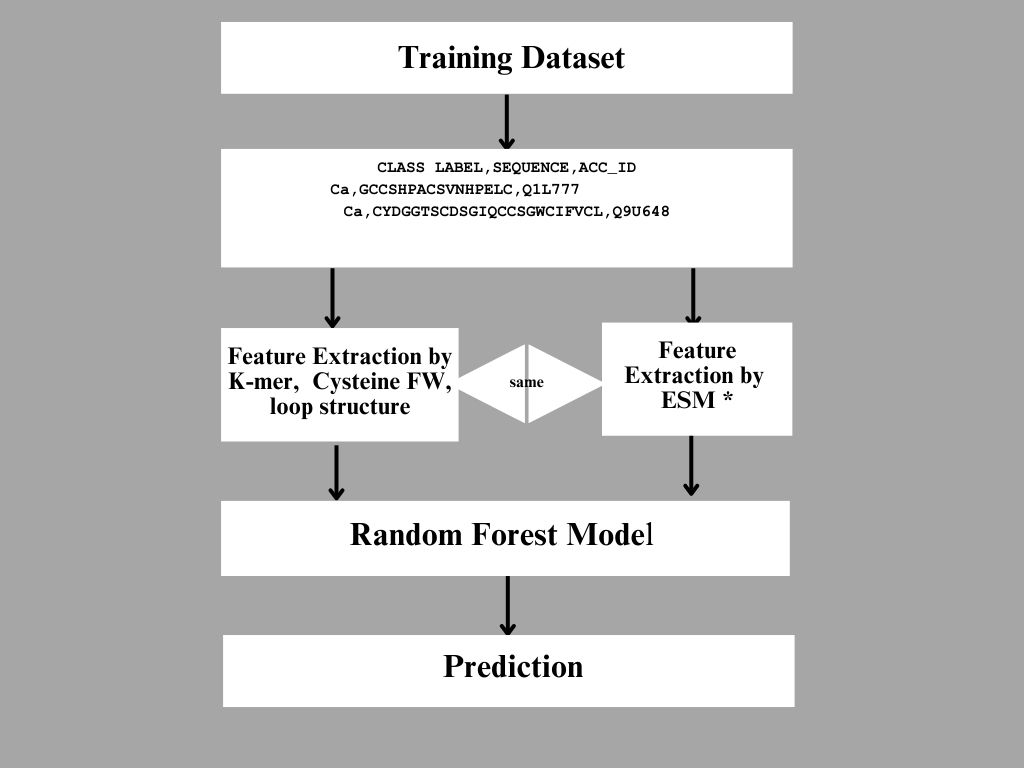 Training Dataset
CLASS LABEL,SEQUENCE,ACC_ID
Ca,GCCSHPACSVNHPELC,Q1L777
Ca,CYDGGTSCDSGIQCCSGWCIFVCL,Q9U648
Feature Extraction by
K-mer, Cysteine FW,
loop structure
same
Feature
Extraction by
ESM *
Random Forest Model
Prediction